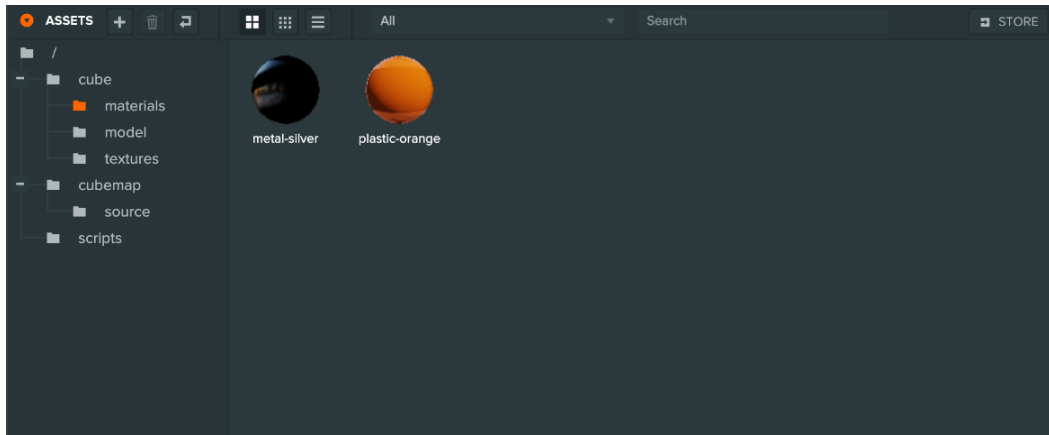 ASSETS
All
Search
STORE
/
cube
materials
model
textures
cubemap
source
scripts
metal-silver
plastic-orange